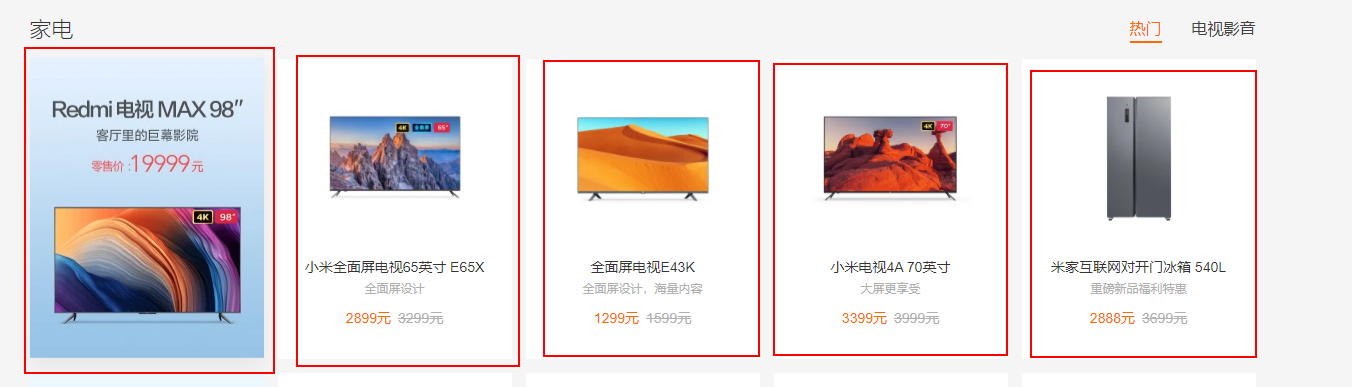 家电
热门 电视影音
Redmi 电视 MAX 98"
客厅里的巨幕影院
零售价:19999元
4K 98"
4K 全面屏 65"
小米全面屏电视65英寸 E65X
全面屏设计
2899元 3299元
全面屏电视E43K
全面屏设计，海量内容
1299元 1599元
4K 70"
小米电视4A 70英寸
大屏更享受
3399元 3999元
米家互联网对开门冰箱 540L
重磅新品福利特惠
2888元 3699元